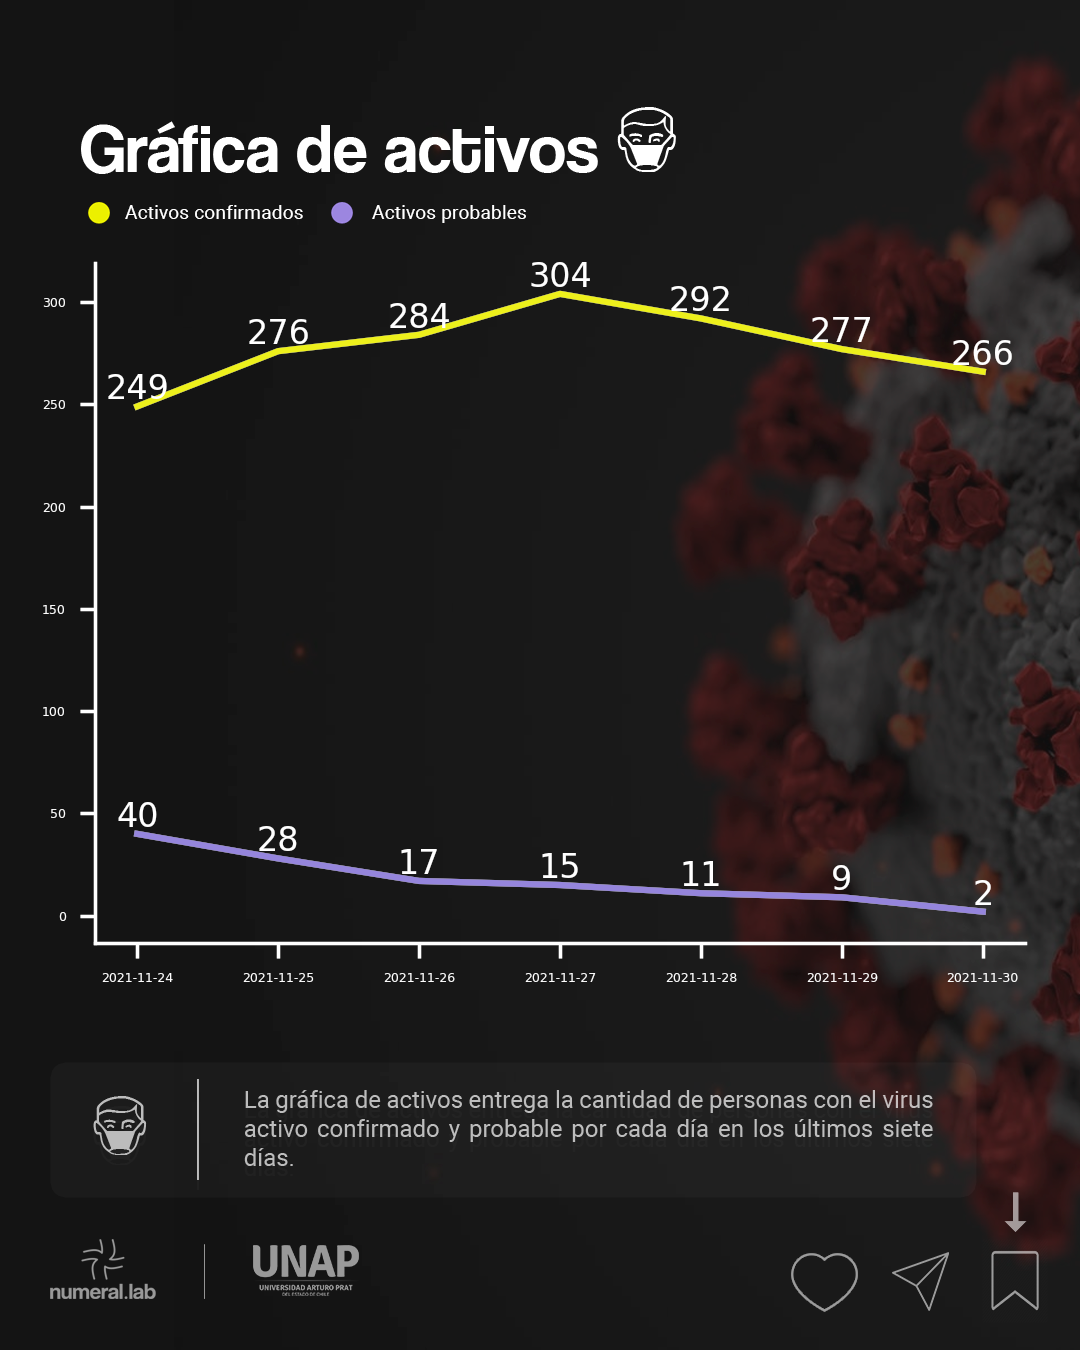 Gráfica de activos
Activos confirmados
Activos probables
304
300
292
284
277
276
266
249
250
200
150
100
50
40
28
17
15
11
9
2
0
2021-11-24
2021-11-25
2021-11-26
2021-11-27
2021-11-28
2021-11-29
2021-11-30
La gráfica de activos entrega la cantidad de personas con el virus
activo confirmado y probable por cada día en los últimos siete
días.
numeral.lab
UNAP
UNIVERSIDAD ARTURO PRAT
DEL ESTADO DE CHILE